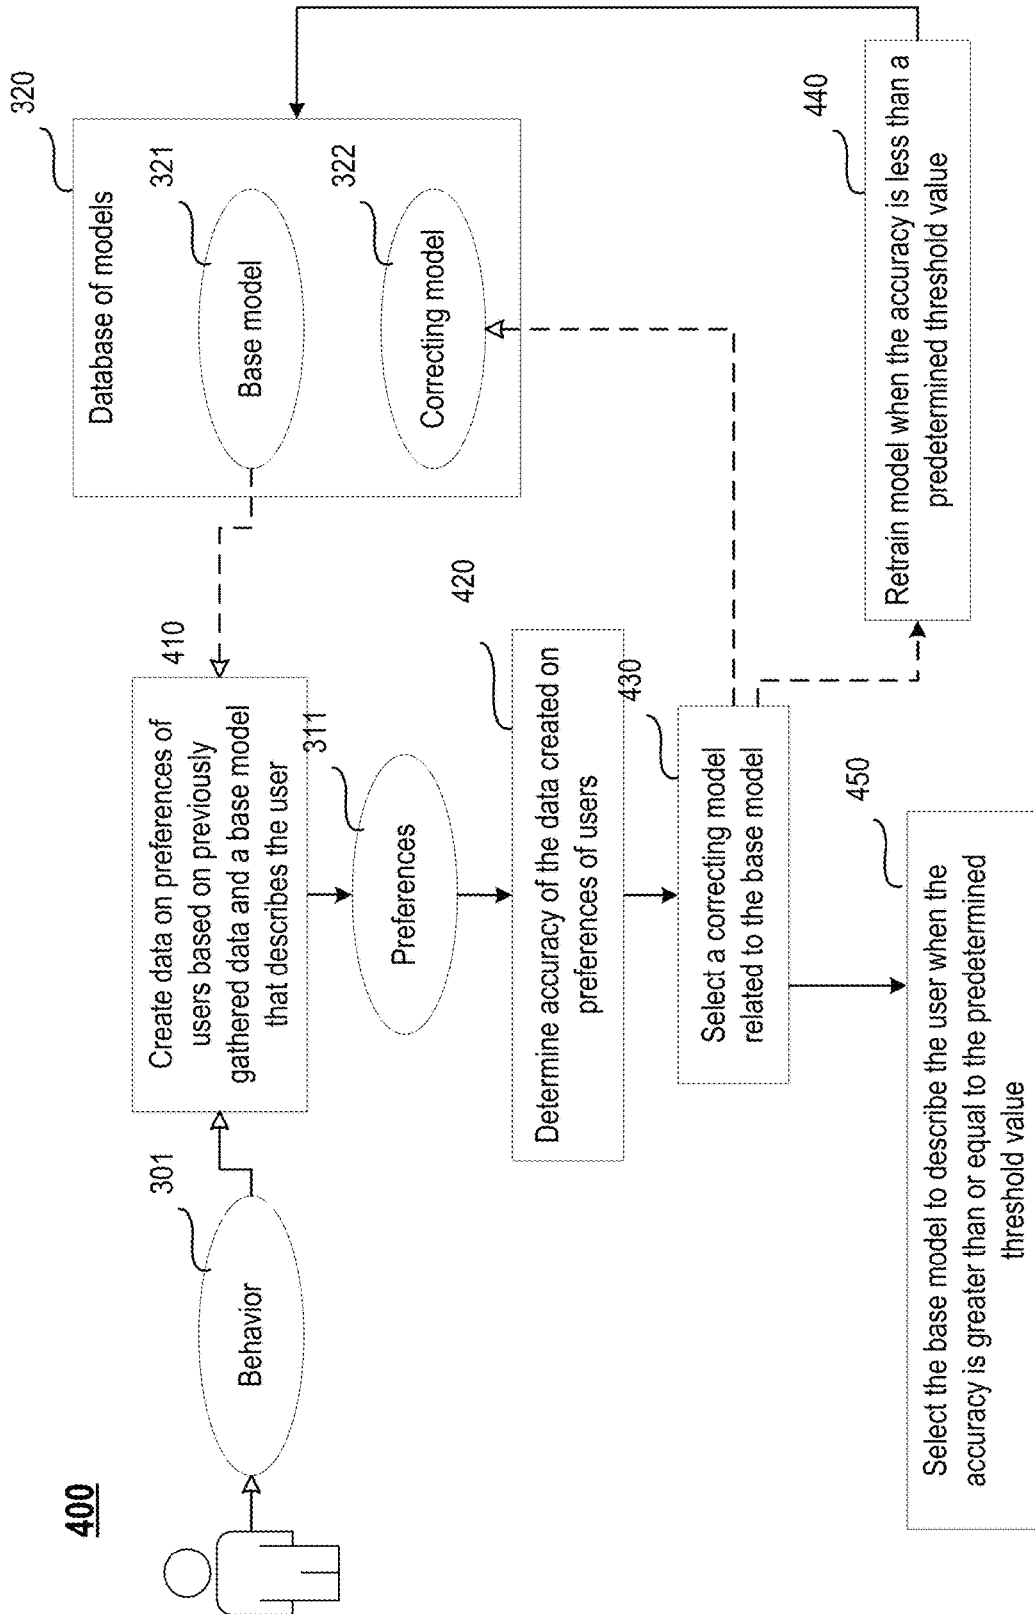 400
Behavior
301
Create data on preferences of
users based on previously
gathered data and a base model
that describes the user
410
Database of models
320
Base model
321
Correcting model
322
Preferences
311
Determine accuracy of the data created on
preferences of users
420
Select a correcting model
related to the base model
430
Retrain model when the accuracy is less than a
predetermined threshold value
440
Select the base model to describe the user when the
accuracy is greater than or equal to the predetermined
threshold value
450